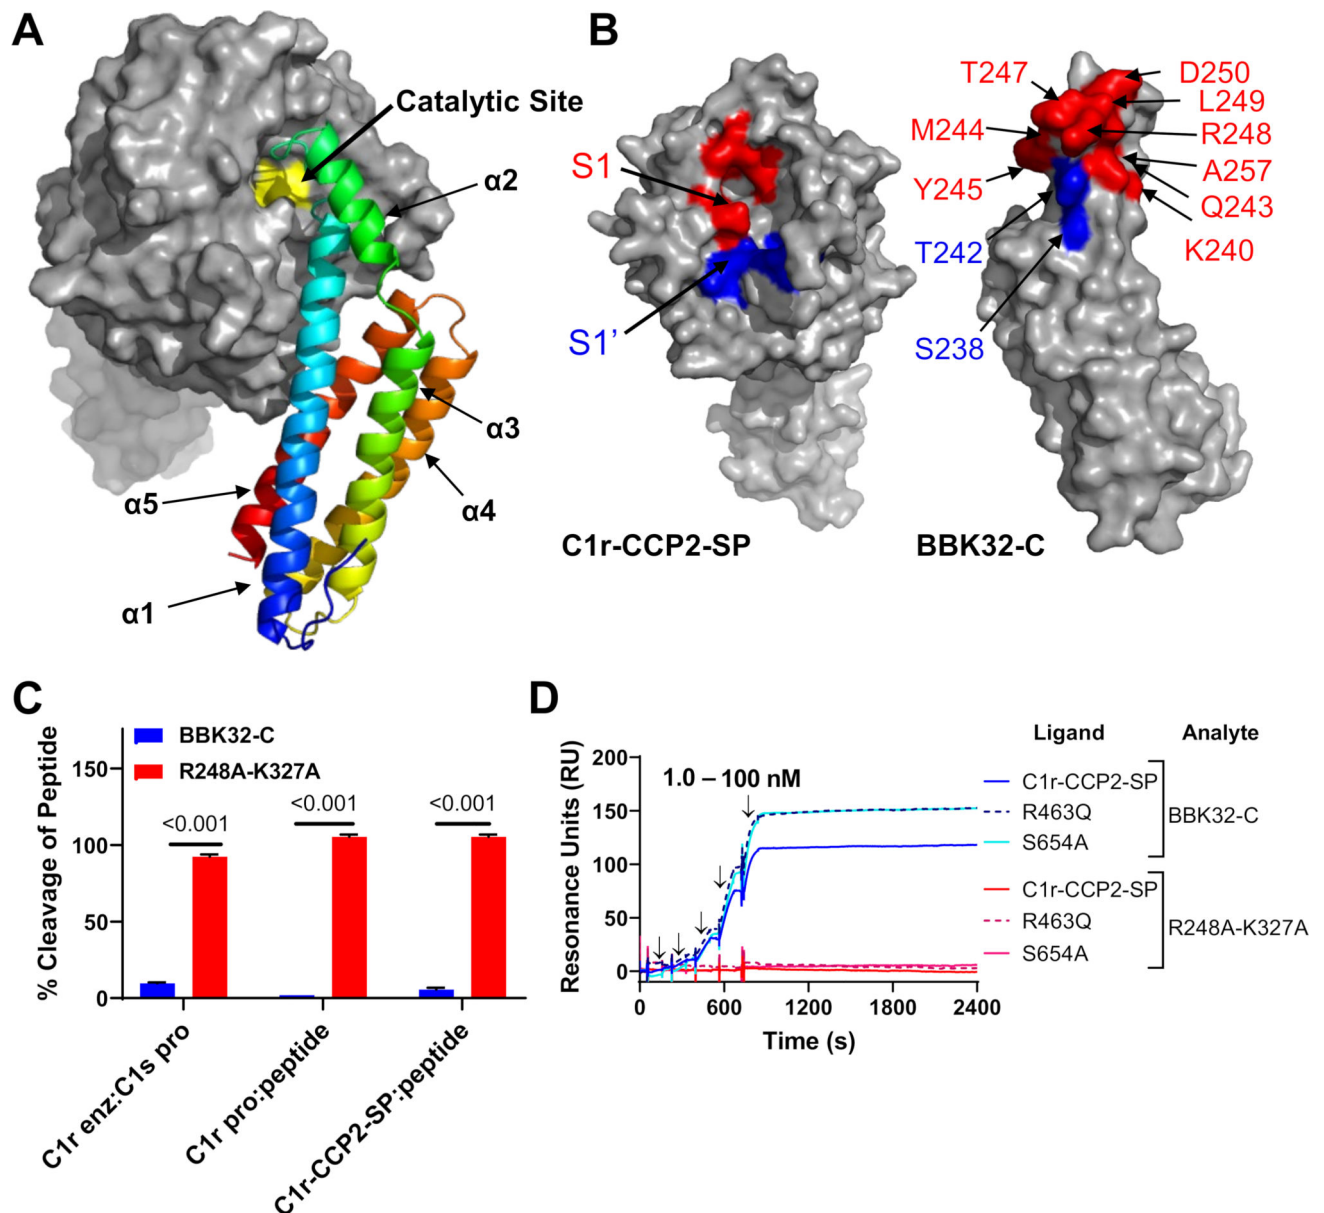 A
Catalytic Site
α2
α3
α4
α5
α1
B
S1
S1’
C1r-CCP2-SP
T247
D250
L249
M244
R248
A257
Y245
Q243
T242
K240
S238
BBK32-C
C
BBK32-C
R248A-K327A
% Cleavage of Peptide
150
100
50
0
<0.001
<0.001
<0.001
C1r enz:C1s pro
C1r pro:peptide
C1r-CCP2-SP:peptide
D
Resonance Units (RU)
200
150
100
50
0
1.0 – 100 nM
0
600
1200
1800
2400
Time (s)
Ligand
Analyte
C1r-CCP2-SP
R463Q
S654A
BBK32-C
C1r-CCP2-SP
R463Q
S654A
R248A-K327A